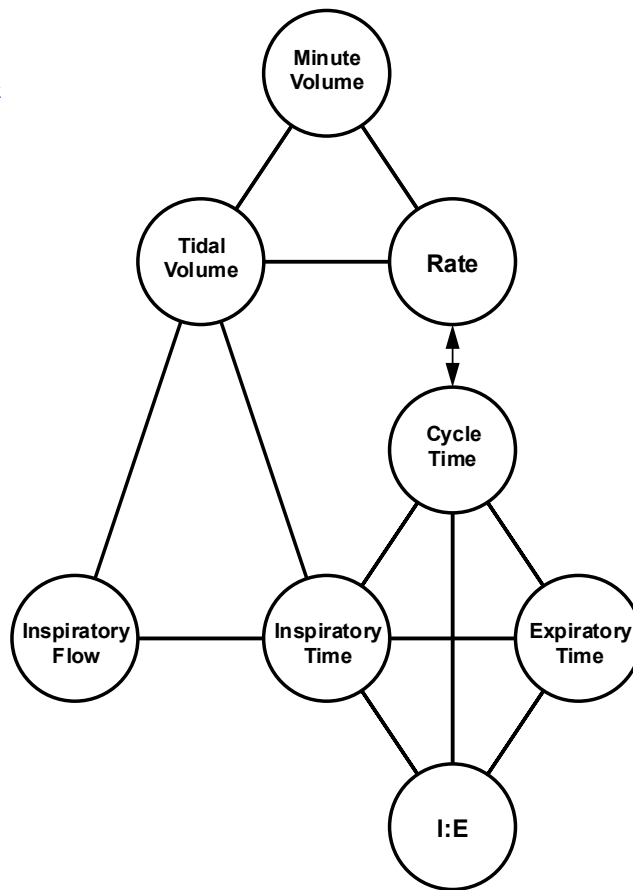 Minute
Volume
Tidal
Volume
Rate
Cycle
Time
Inspiratory
Flow
Inspiratory
Time
Expiratory
Time
I:E